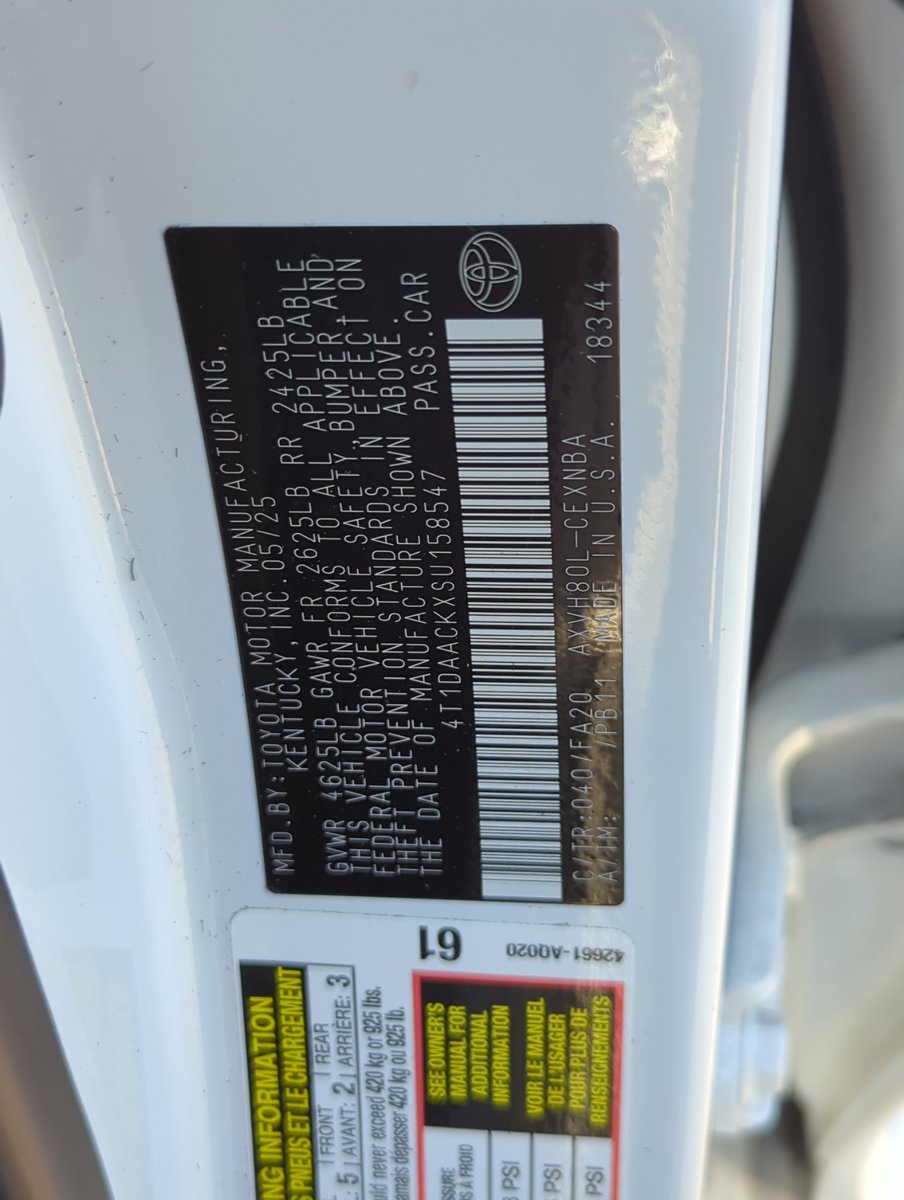 MFD.BY:TOYOTA MOTOR MANUFACTURING,
KENTUCKY, INC. 05/25
GVWR 4625LB GAWR FR 2625LB RR 2425LB
THIS VEHICLE CONFORMS TO ALL APPLICABLE
FEDERAL MOTOR VEHICLE SAFETY, BUMPER AND
THEFT PREVENTION STANDARDS IN EFFECT ON
THE DATE OF MANUFACTURE SHOWN ABOVE.
4T1DAACKXSU158547 PASS.CAR
C/TR:040/FA20 AXVH80L-CEXNBA 18344
A/TM: /PB11 MADE IN U.S.A.
61
42661-A0020
ING INFORMATION
PNEUS ET LE CHARGEMENT
FRONT REAR
5 AVANT: 2 ARRIÈRE: 3
never exceed 420 kg or 925 lbs.
dépasser 420 kg ou 925 lb.
SEE OWNER'S
MANUAL FOR
ADDITIONAL
INFORMATION
VOIR LE MANUEL
DE L'USAGER
POUR PLUS DE
RENSEIGNEMENTS
À FROID
PSI
PSI
PSI